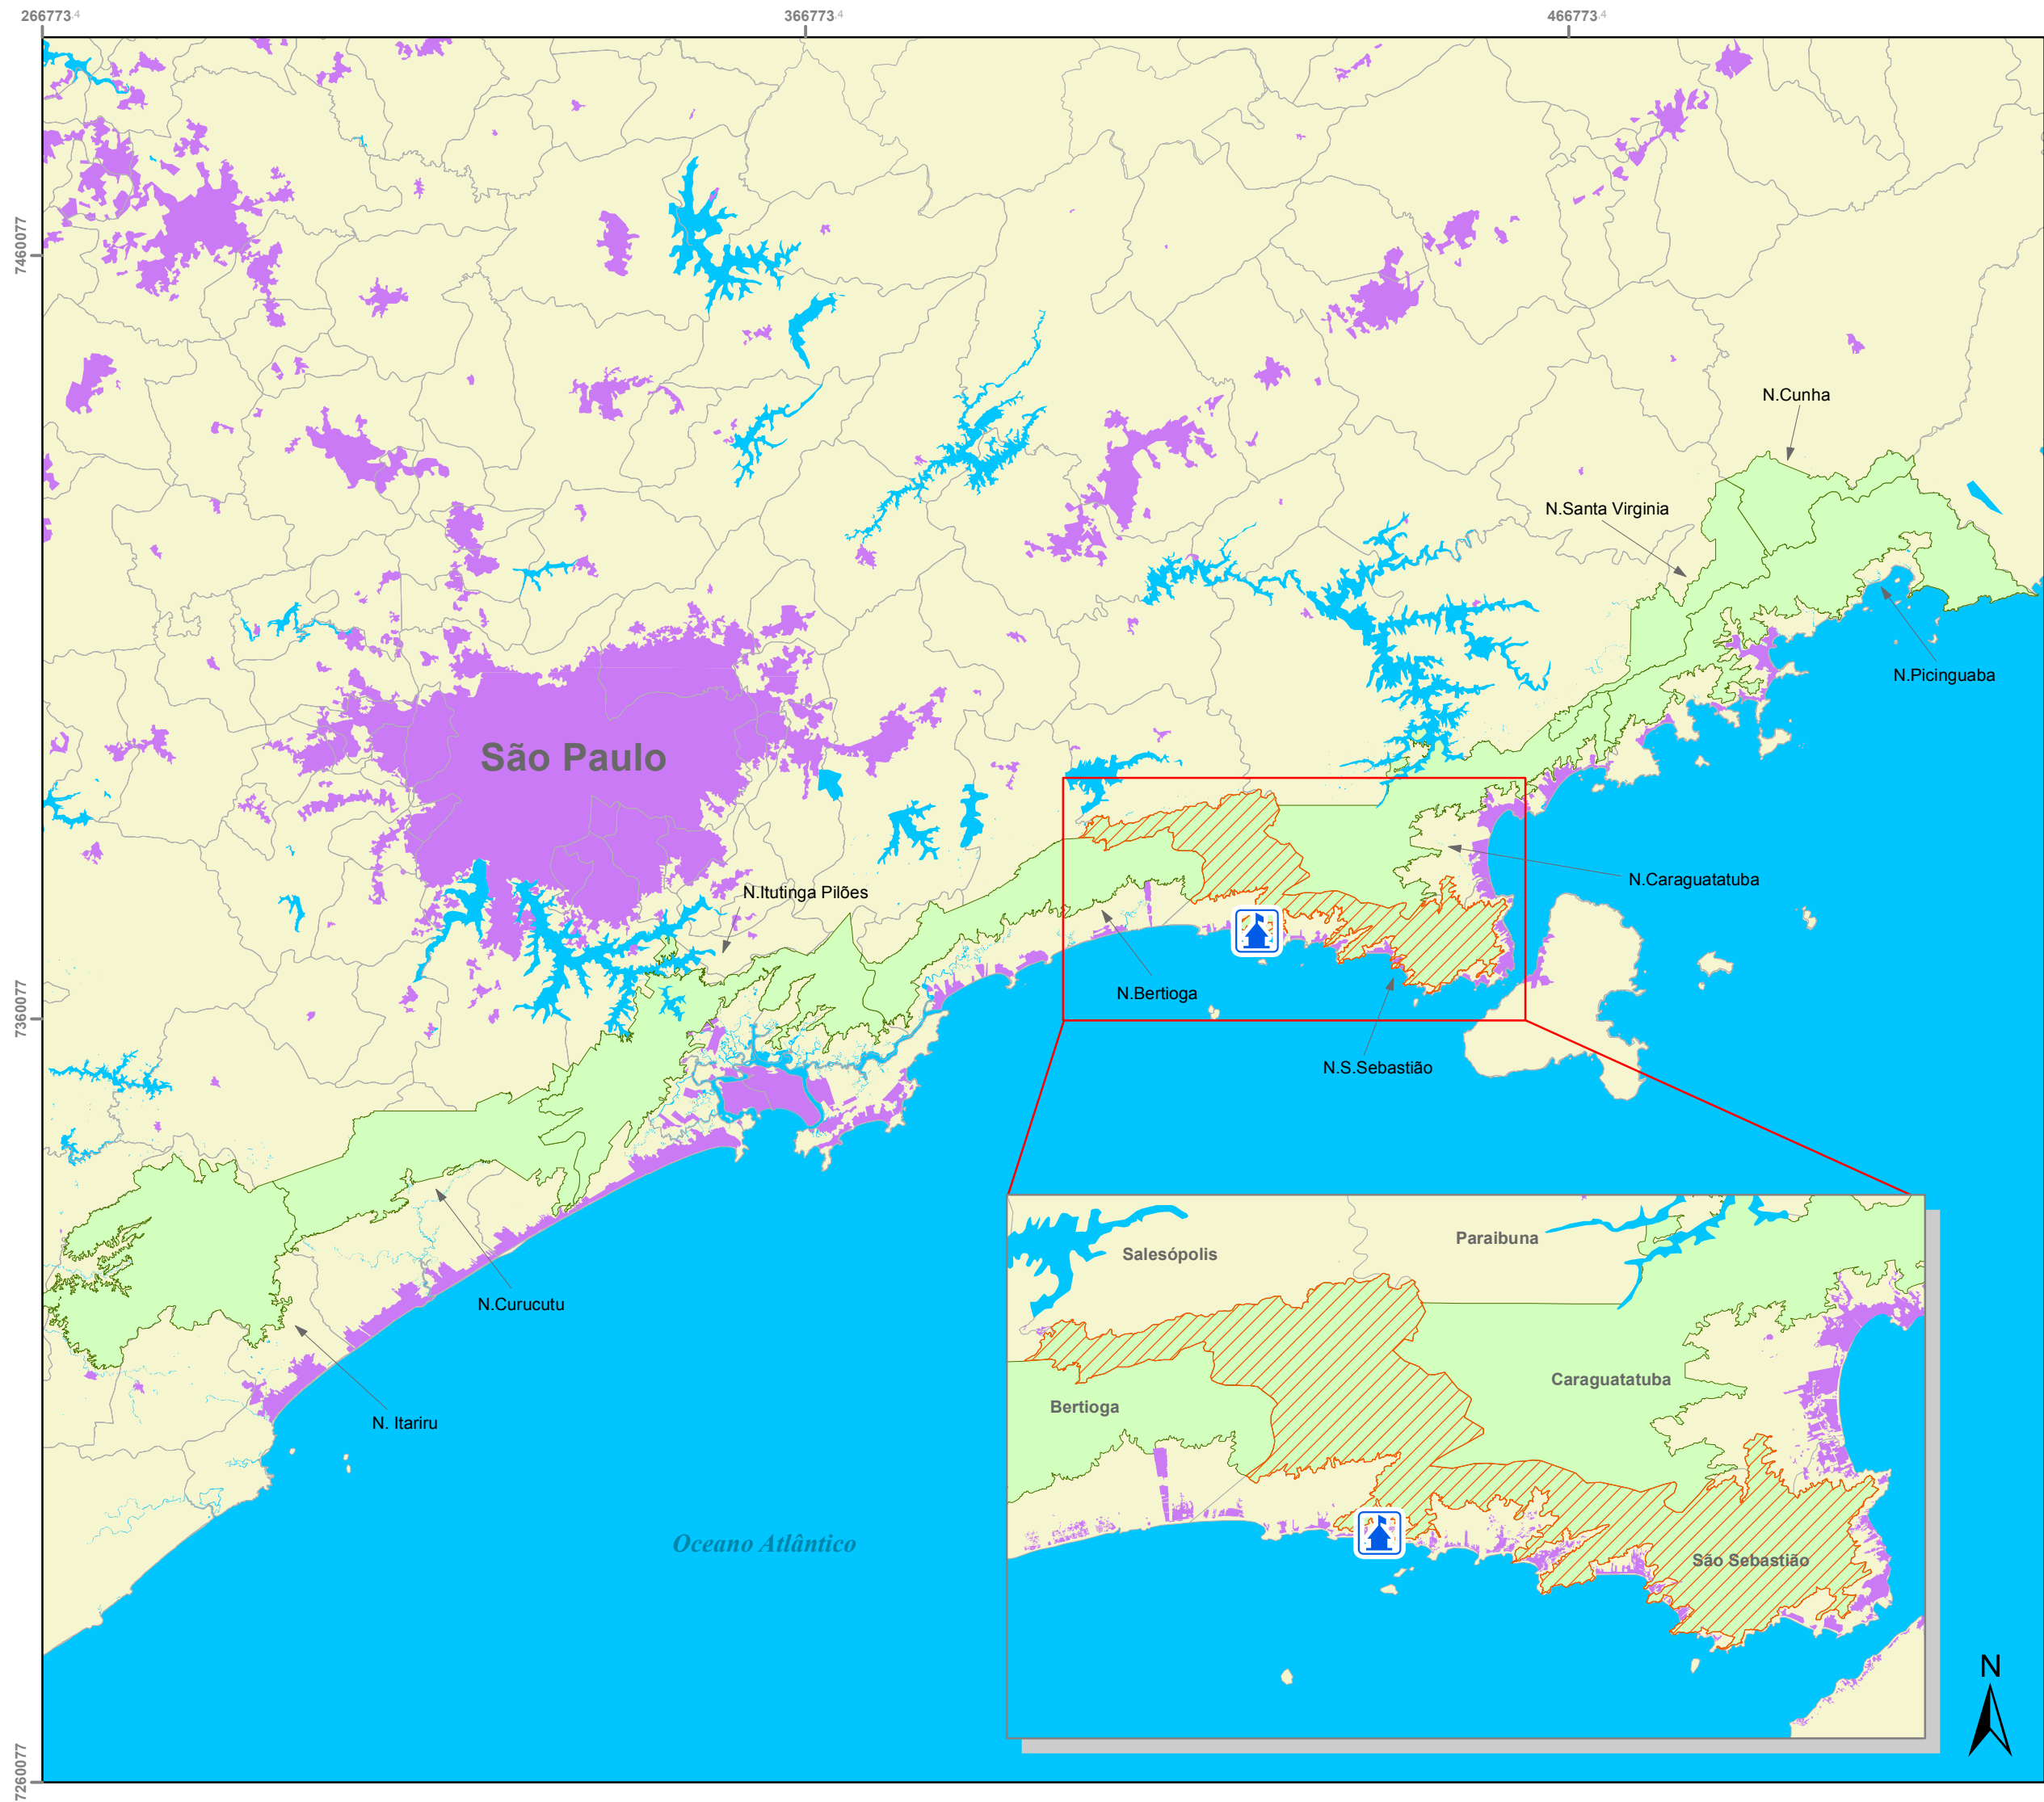 266773.4
366773.4
466773.4
7460077
7360077
7260077
N.Cunha
N.Santa Virginia
N.Picinguaba
São Paulo
N.Caraguatatuba
N.Itutinga Pilões
N.Bertioga
N.S.Sebastião
N.Curucutu
N. Itariru
Oceano Atlântico
Paraibuna
Salesópolis
Caraguatatuba
Bertioga
São Sebastião
N